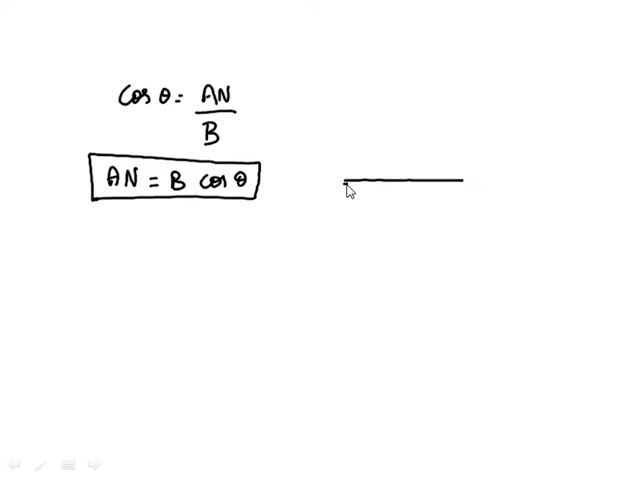 cos θ = AN
B
AN = B cos θ